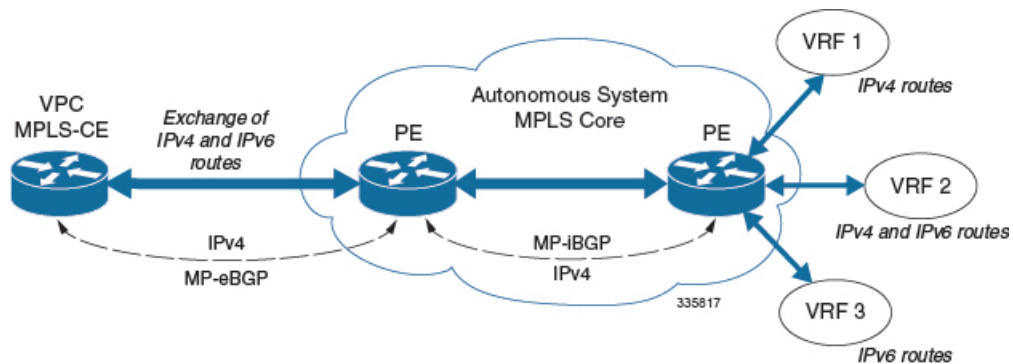 VPC
MPLS-CE
Exchange of
IPv4 and IPv6
routes
PE
Autonomous System
MPLS Core
PE
VRF 1
IPv4 routes
VRF 2
IPv4 and IPv6 routes
VRF 3
IPv6 routes
IPv4
MP-eBGP
MP-iBGP
IPv4
335817